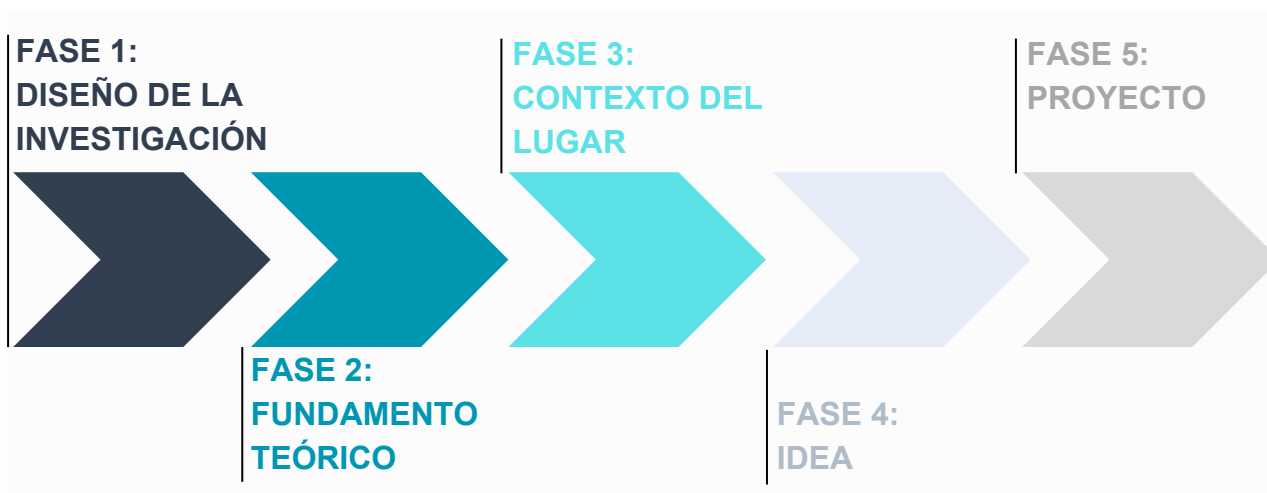 FASE 1:
DISEÑO DE LA
INVESTIGACIÓN
FASE 2:
FUNDAMENTO
TEÓRICO
FASE 3:
CONTEXTO DEL
LUGAR
FASE 4:
IDEA
FASE 5:
PROYECTO